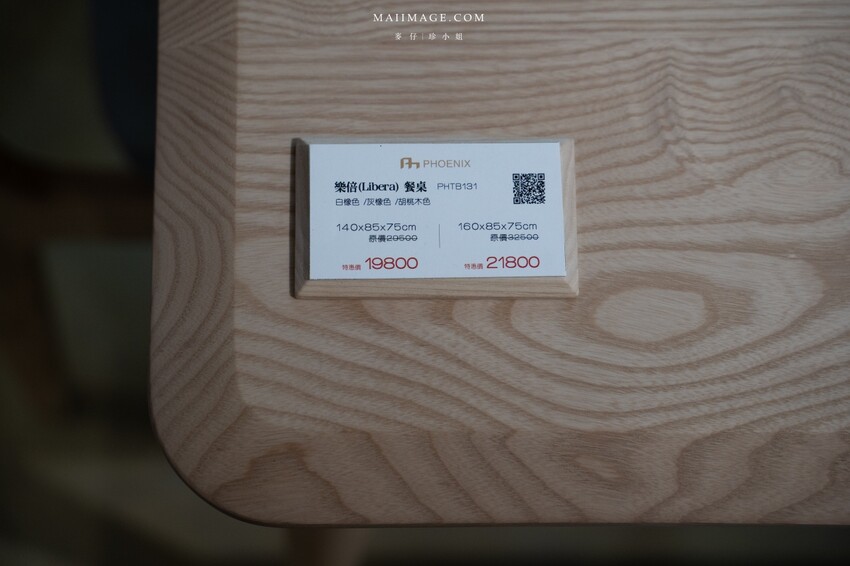 MAIIMAGE.COM
麥仔|珍小姐
PHOENIX
樂倍(Libera) 餐桌 PHTB131
白橡色 /灰橡色 /胡桃木色
140x85x75cm
原價29500
特惠價 19800
160x85x75cm
原價32500
特惠價 21800